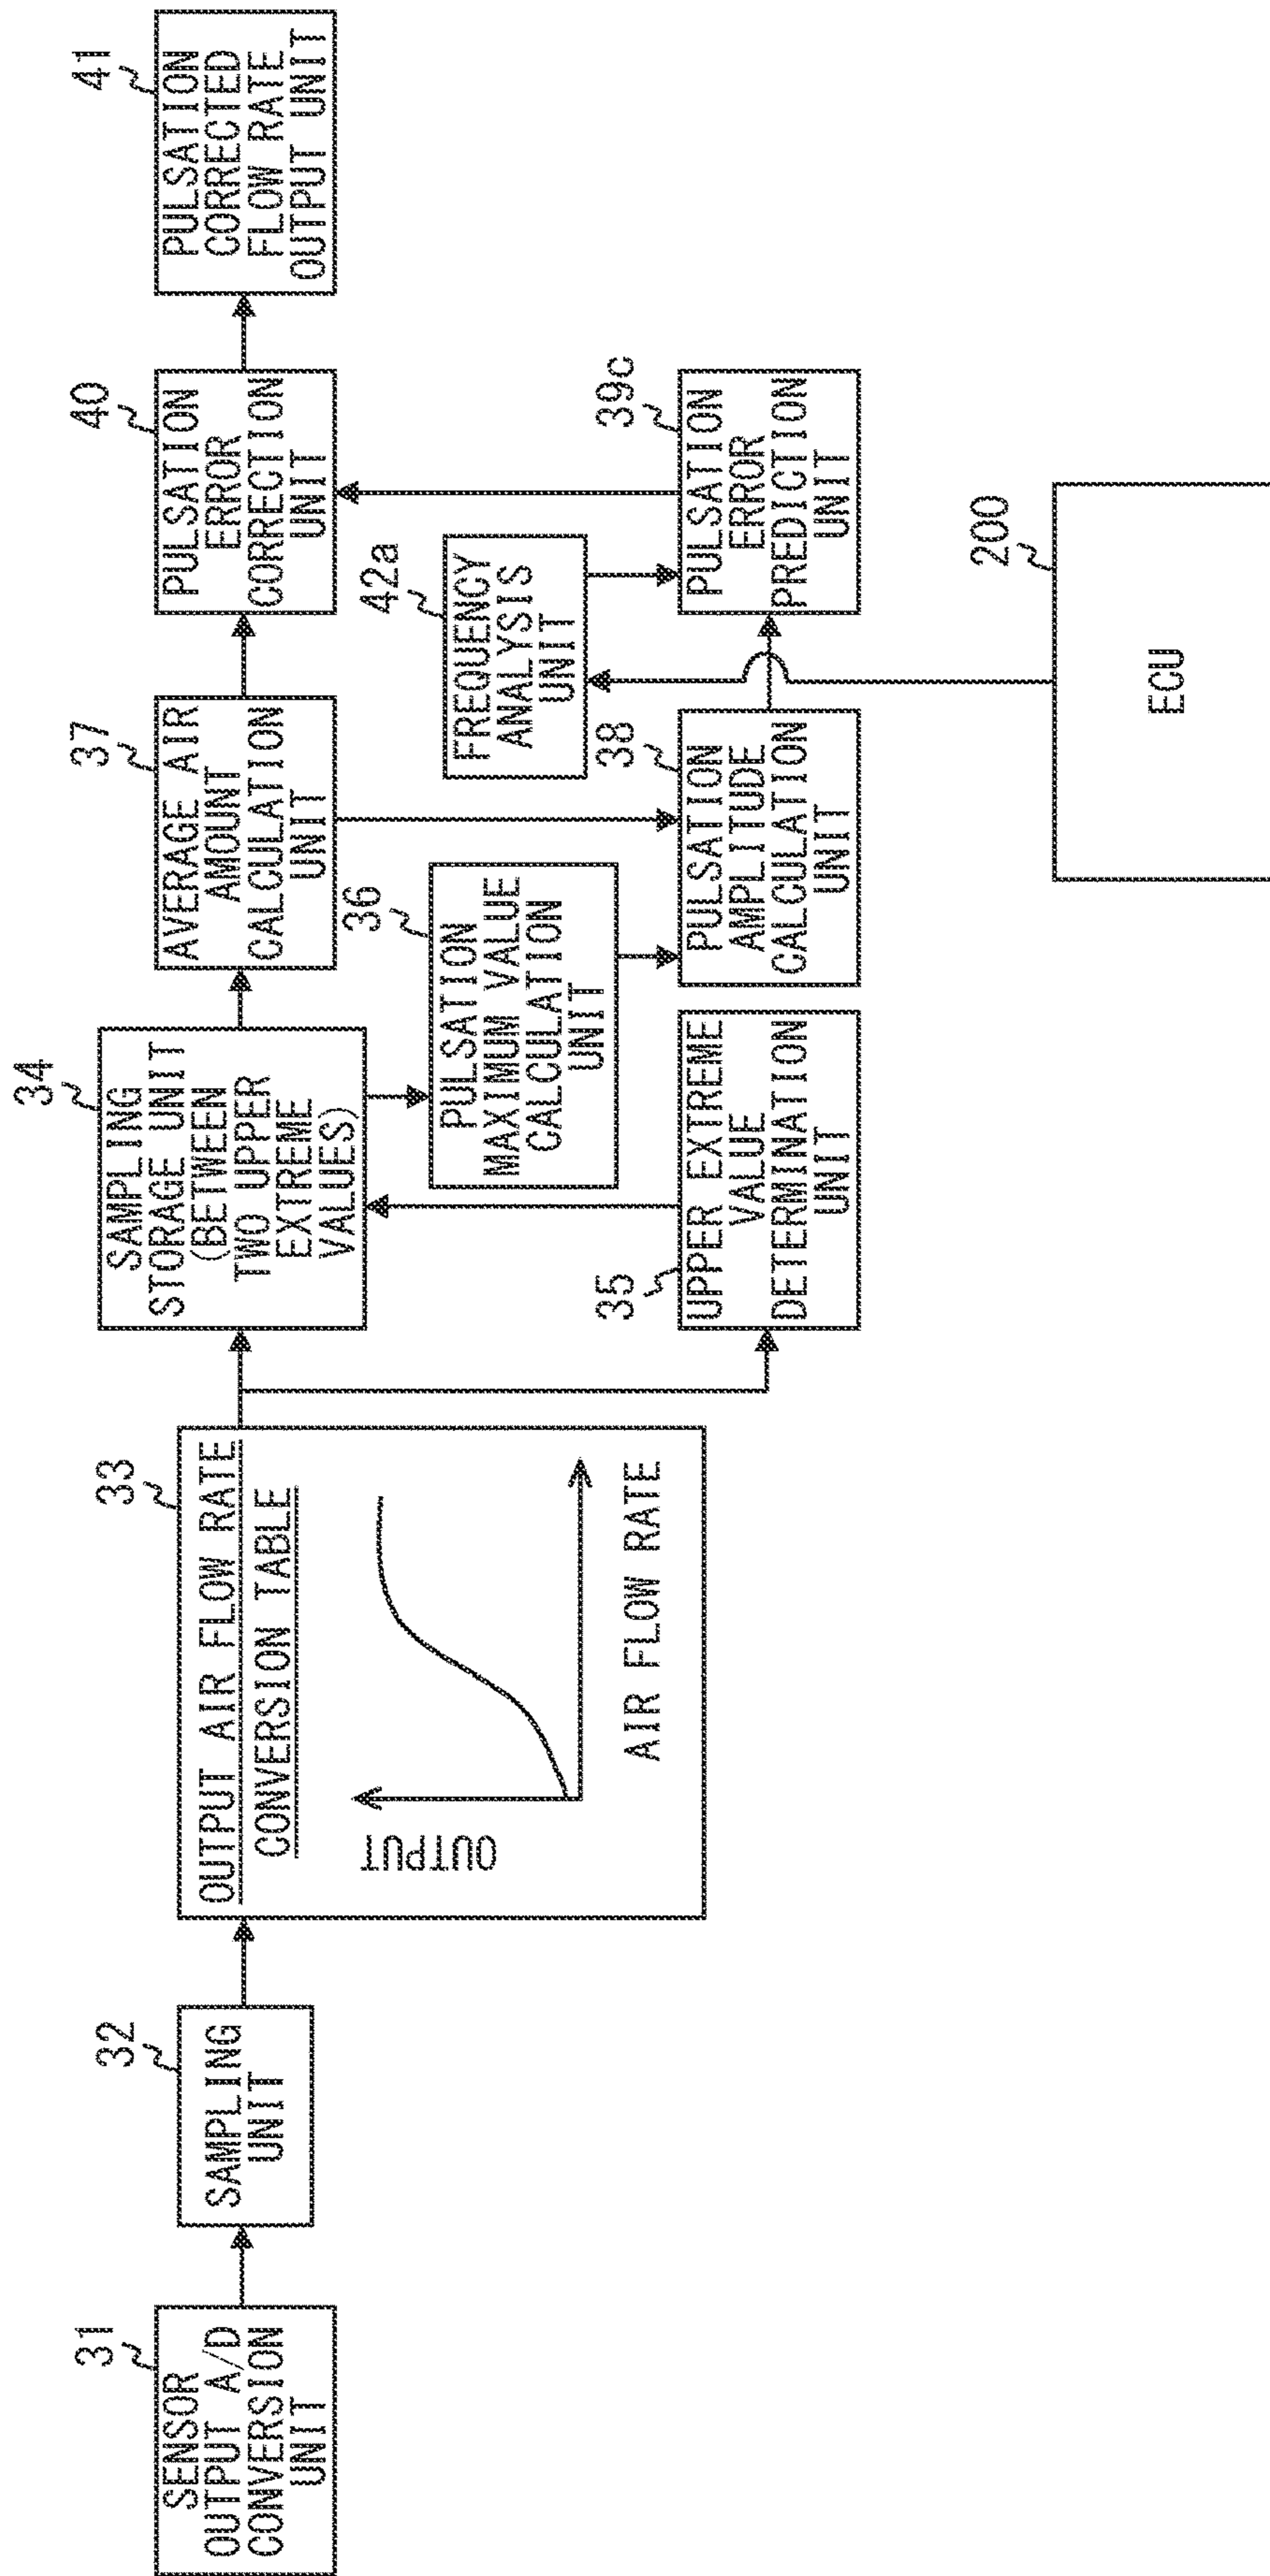 31
SENSOR
OUTPUT A/D
CONVERSION
UNIT
32
SAMPLING
UNIT
33
OUTPUT AIR FLOW RATE
CONVERSION TABLE
OUTPUT
AIR FLOW RATE
34
SAMPLING
STORAGE UNIT
(BETWEEN
TWO UPPER
EXTREME
VALUES)
35
UPPER EXTREME
VALUE
DETERMINATION
UNIT
36
PULSATION
MAXIMUM VALUE
CALCULATION
UNIT
37
AVERAGE AIR
AMOUNT
CALCULATION
UNIT
38
PULSATION
AMPLITUDE
CALCULATION
UNIT
42a
FREQUENCY
ANALYSIS
UNIT
39c
PULSATION
ERROR
PREDICTION
UNIT
40
PULSATION
ERROR
CORRECTION
UNIT
41
PULSATION
CORRECTED
FLOW RATE
OUTPUT UNIT
200
ECU